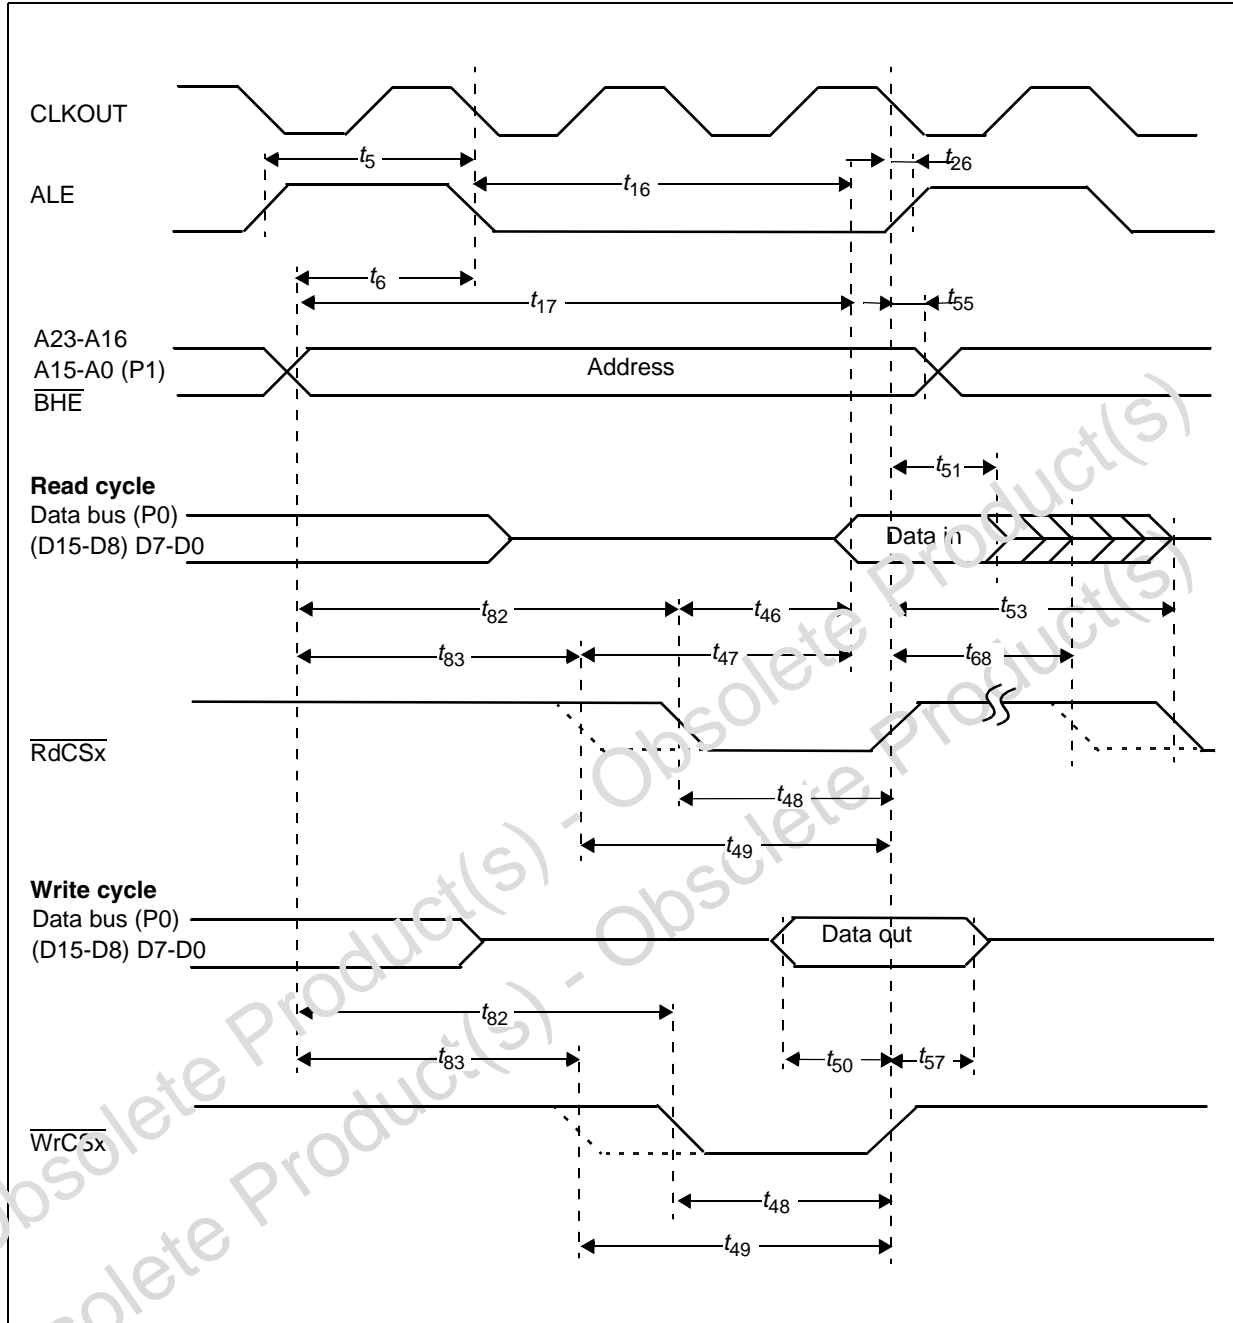 CLKOUT
t5
t26
ALE
t16
t6
t17
t55
A23-A16
A15-A0 (P1)
Address
BHE
t51
Read cycle
Data bus (P0)
(D15-D8) D7-D0
Data in
t82
t46
t53
t83
t47
t68
RdCSx
t48
t49
Write cycle
Data bus (P0)
(D15-D8) D7-D0
Data out
t82
t83
t50
t57
WrCSx
t48
t49
Obsolete Product(s) - Obsolete Product(s)
Obsolete Product(s) - Obsolete Product(s)